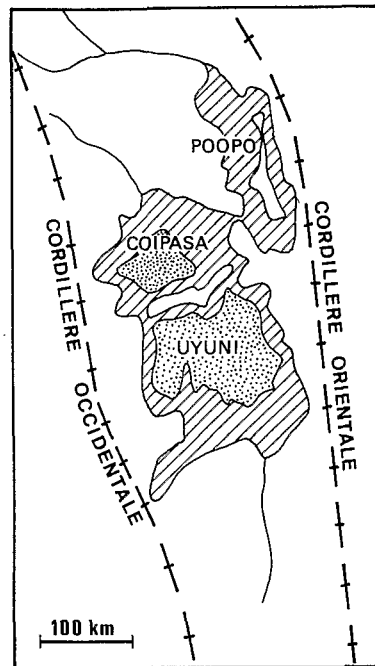 POOPO
COIPASA
UYUNI
CORDILLERE
OCCIDENTALE
CORDILLERE ORIENTALE
100 km